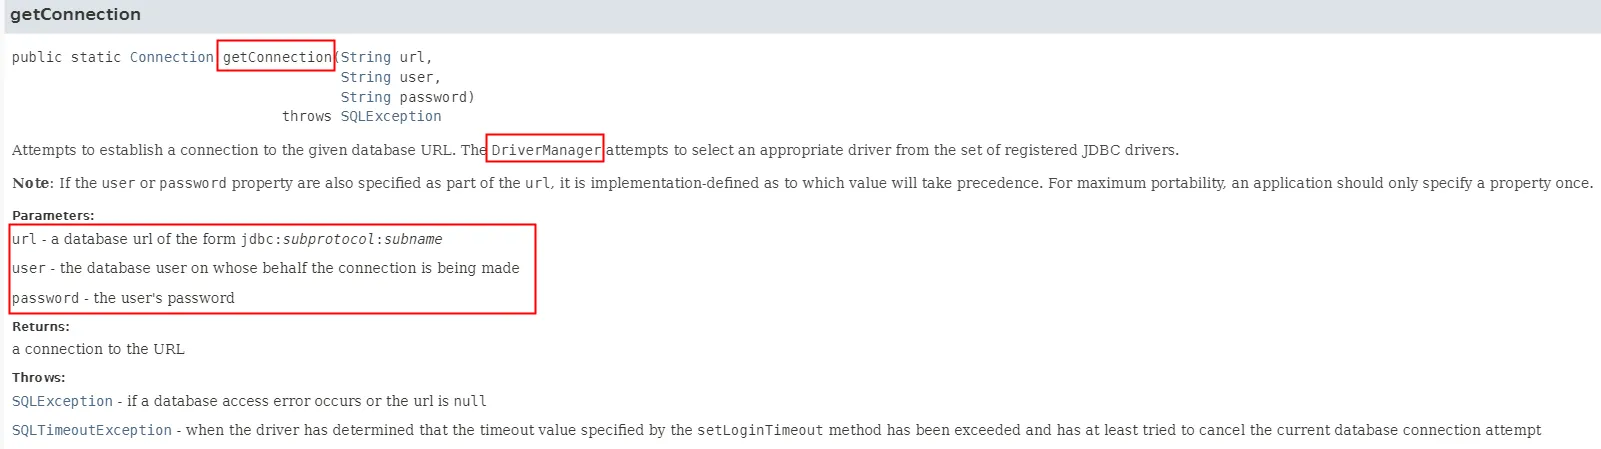 getConnection
public static Connection getConnection(String url,
String user,
String password)
throws SQLException
Attempts to establish a connection to the given database URL. The DriverManager attempts to select an appropriate driver from the set of registered JDBC drivers.
Note: If the user or password property are also specified as part of the url, it is implementation-defined as to which value will take precedence. For maximum portability, an application should only specify a property once.
Parameters:
url - a database url of the form jdbc:subprotocol:subname
user - the database user on whose behalf the connection is being made
password - the user's password
Returns:
a connection to the URL
Throws:
SQLException - if a database access error occurs or the url is null
SQLTimeoutException - when the driver has determined that the timeout value specified by the setLoginTimeout method has been exceeded and has at least tried to cancel the current database connection attempt